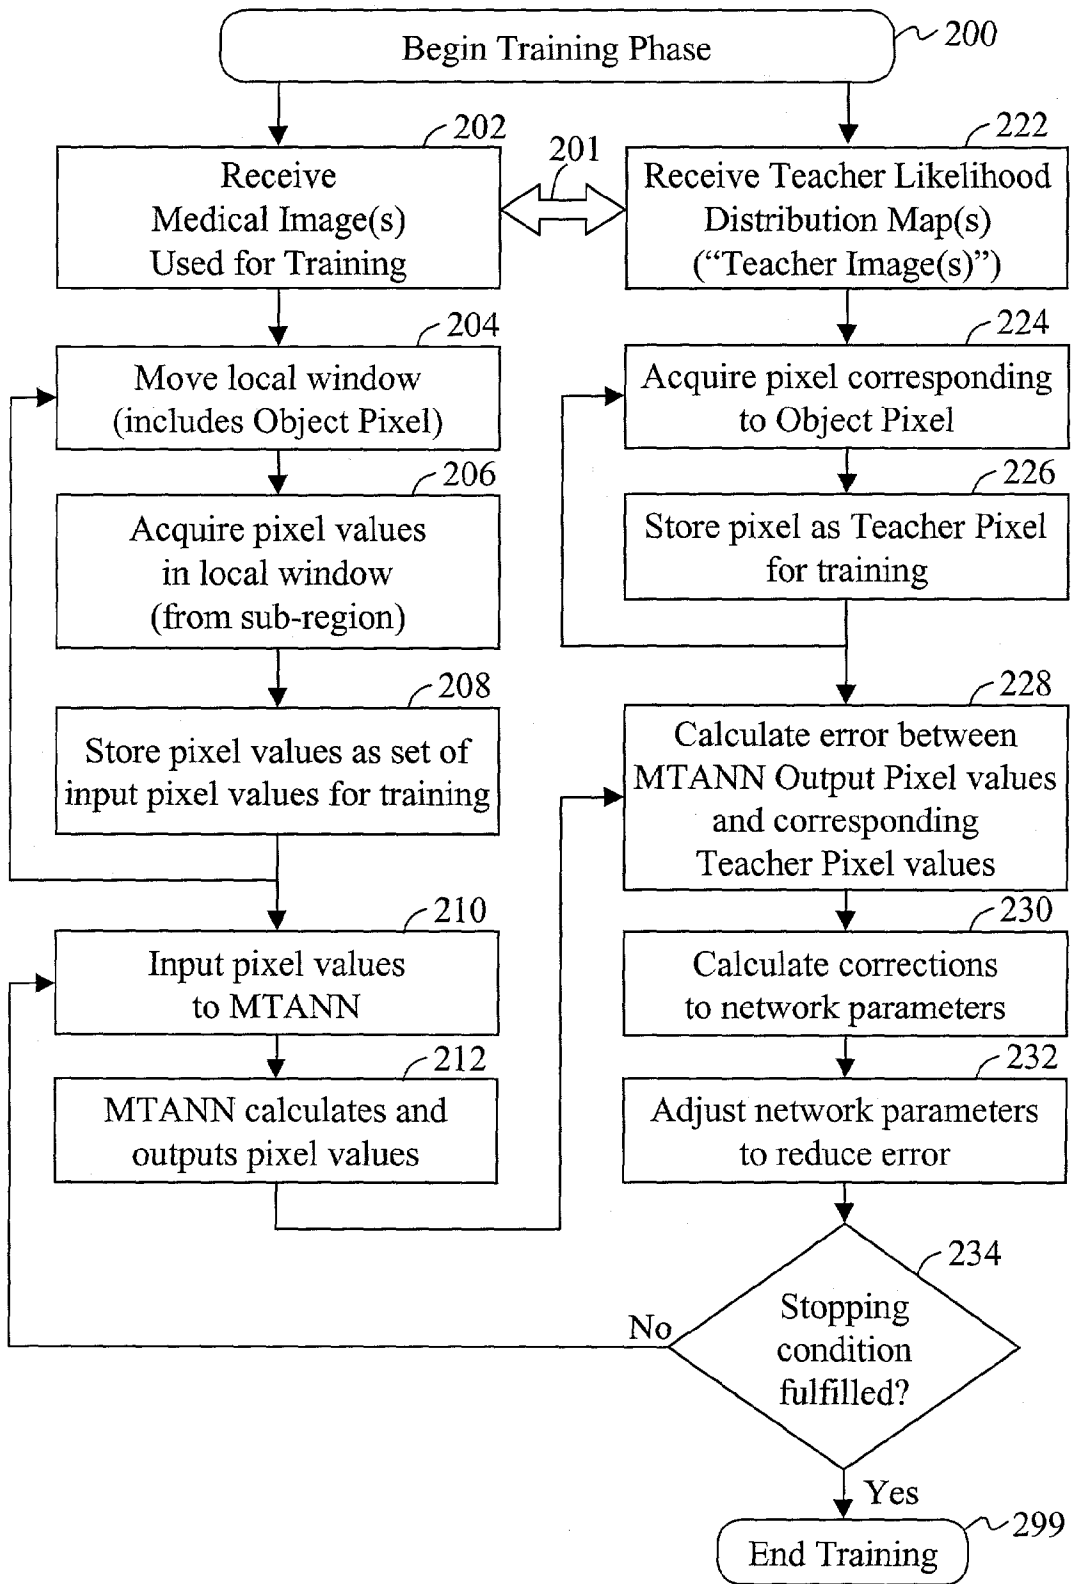 Begin Training Phase
200
202
Receive
Medical Image(s)
Used for Training
201
222
Receive Teacher Likelihood
Distribution Map(s)
(“Teacher Image(s)”)
204
Move local window
(includes Object Pixel)
224
Acquire pixel corresponding
to Object Pixel
206
Acquire pixel values
in local window
(from sub-region)
226
Store pixel as Teacher Pixel
for training
208
Store pixel values as set of
input pixel values for training
228
Calculate error between
MTANN Output Pixel values
and corresponding
Teacher Pixel values
210
Input pixel values
to MTANN
230
Calculate corrections
to network parameters
212
MTANN calculates and
outputs pixel values
232
Adjust network parameters
to reduce error
234
Stopping
condition
fulfilled?
No
Yes
299
End Training